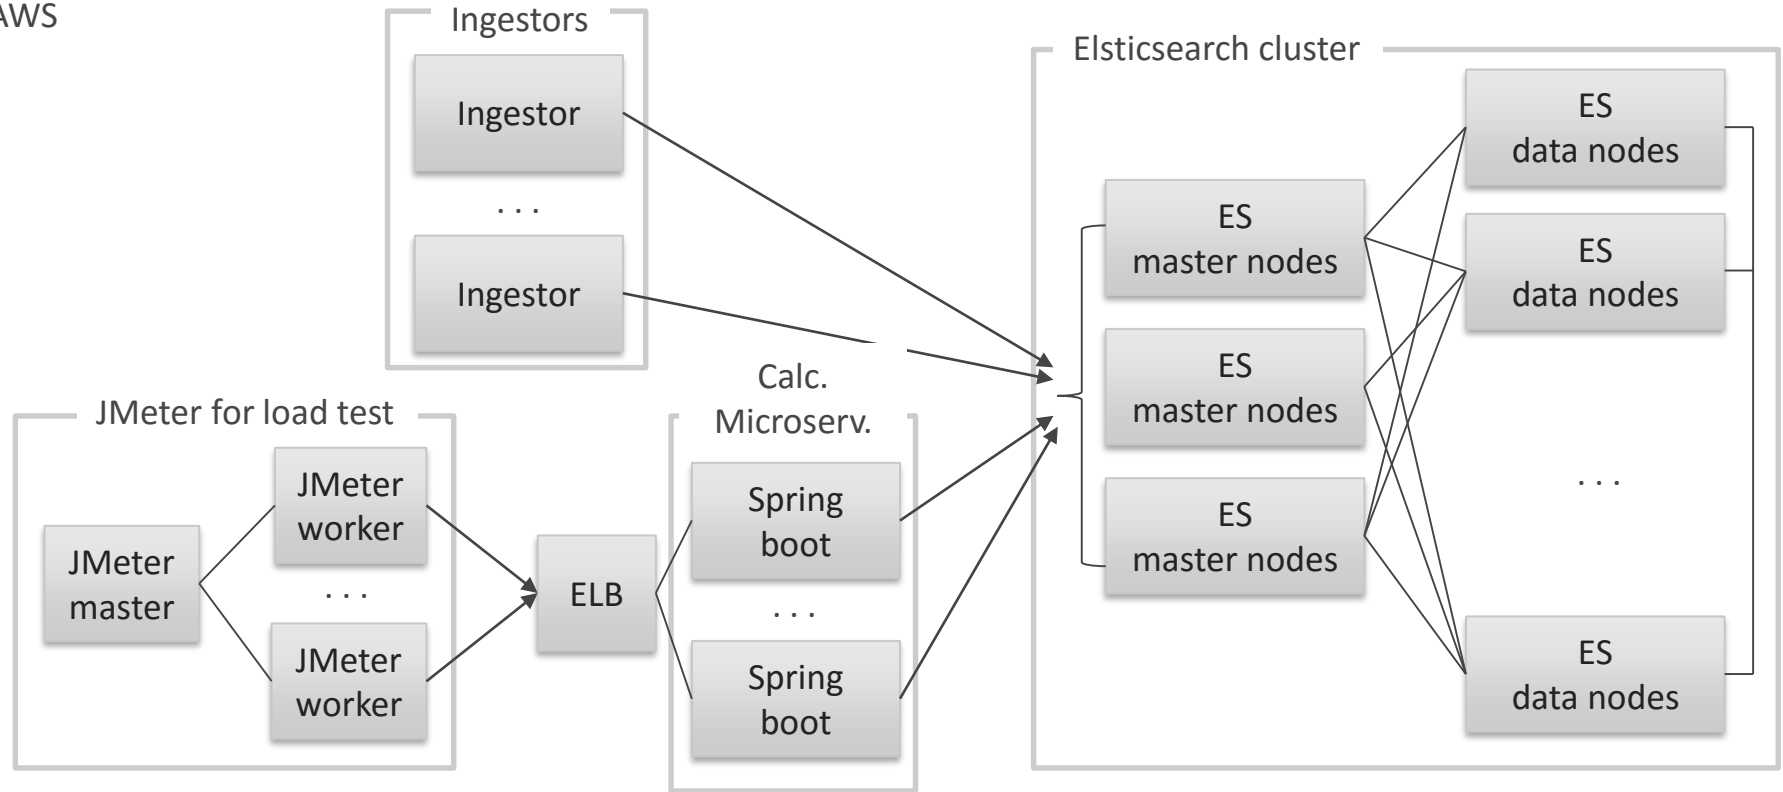 AWS
Ingestors
Ingestor
. . .
Ingestor
JMeter for load test
JMeter
master
JMeter
worker
. . .
JMeter
worker
ELB
Calc.
Microserv.
Spring
boot
. . .
Spring
boot
Elsticsearch cluster
ES
master nodes
ES
master nodes
ES
master nodes
ES
data nodes
ES
data nodes
. . .
ES
data nodes